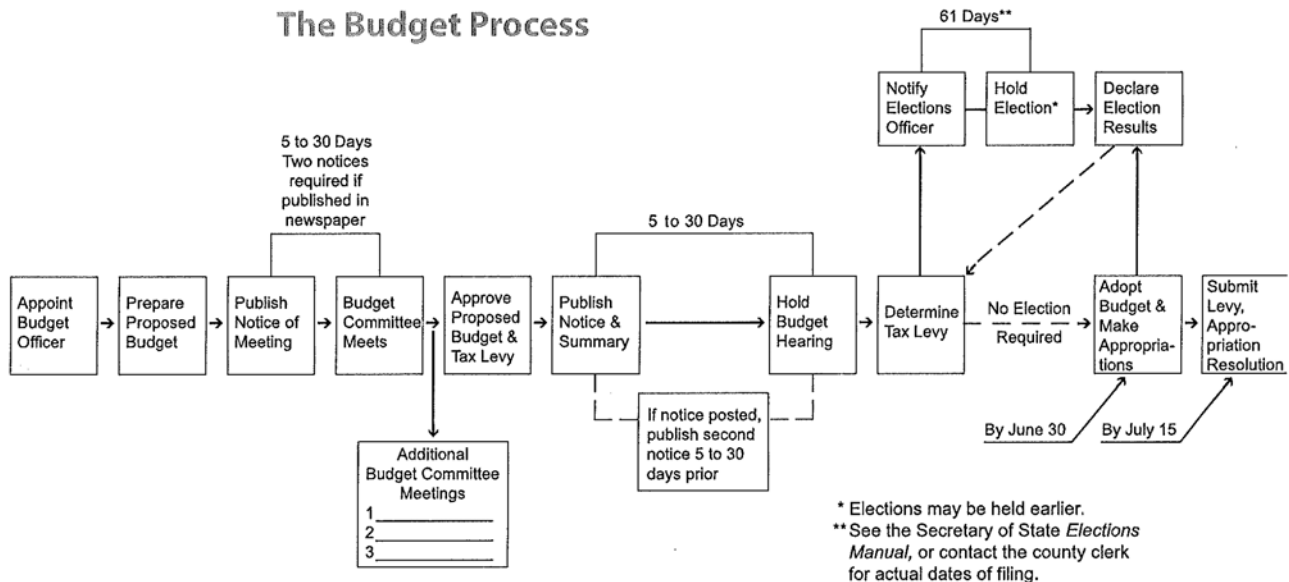 The Budget Process
61 Days**
Notify
Elections
Officer
Hold
Election*
Declare
Election
Results
5 to 30 Days
Two notices
required if
published in
newspaper
5 to 30 Days
Appoint
Budget
Officer
Prepare
Proposed
Budget
Publish
Notice of
Meeting
Budget
Committee
Meets
Approve
Proposed
Budget &
Tax Levy
Publish
Notice &
Summary
Hold
Budget
Hearing
Determine
Tax Levy
No Election
Required
Adopt
Budget &
Make
Appropria-
tions
Submit
Levy,
Appro-
priation
Resolution
If notice posted,
publish second
notice 5 to 30
days prior
By June 30
By July 15
Additional
Budget Committee
Meetings
1
2
3
* Elections may be held earlier.
** See the Secretary of State Elections
Manual, or contact the county clerk
for actual dates of filing.